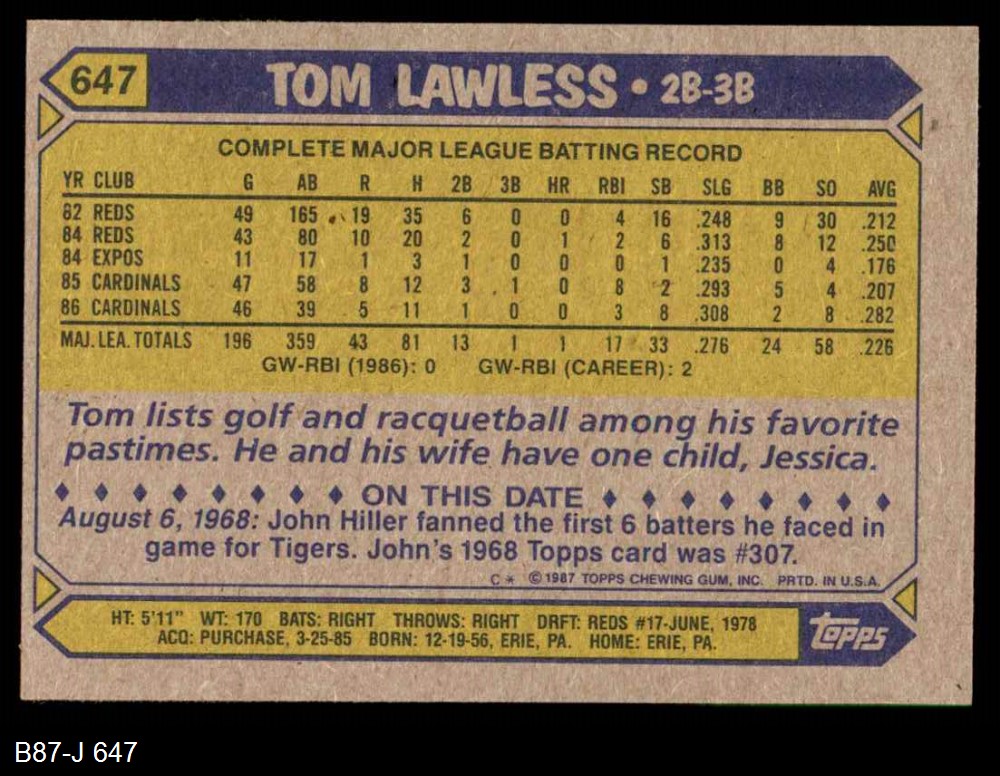 647 TOM LAWLESS • 2B-3B
COMPLETE MAJOR LEAGUE BATTING RECORD
YR CLUB G AB R H 2B 3B HR RBI SB SLG BB SO AVG
82 REDS 49 165 19 35 6 0 0 4 16 .248 9 30 .212
84 REDS 43 80 10 20 2 0 1 2 6 .313 8 12 .250
84 EXPOS 11 17 1 3 1 0 0 0 1 .235 0 4 .176
85 CARDINALS 47 58 8 12 3 1 0 8 2 .293 5 4 .207
86 CARDINALS 46 39 5 11 1 0 0 3 8 .308 2 8 .282
MAJ. LEA. TOTALS 196 359 43 81 13 1 1 17 33 .276 24 58 .226
GW-RBI (1986): 0 GW-RBI (CAREER): 2
Tom lists golf and racquetball among his favorite
pastimes. He and his wife have one child, Jessica.
ON THIS DATE
August 6, 1968: John Hiller fanned the first 6 batters he faced in
game for Tigers. John's 1968 Topps card was #307.
C* ©1987 TOPPS CHEWING GUM, INC. PRTD. IN U.S.A.
HT: 5'11" WT: 170 BATS: RIGHT THROWS: RIGHT DRFT: REDS #17-JUNE, 1978
ACQ: PURCHASE, 3-25-85 BORN: 12-19-56, ERIE, PA. HOME: ERIE, PA.
topps
B87-J 647